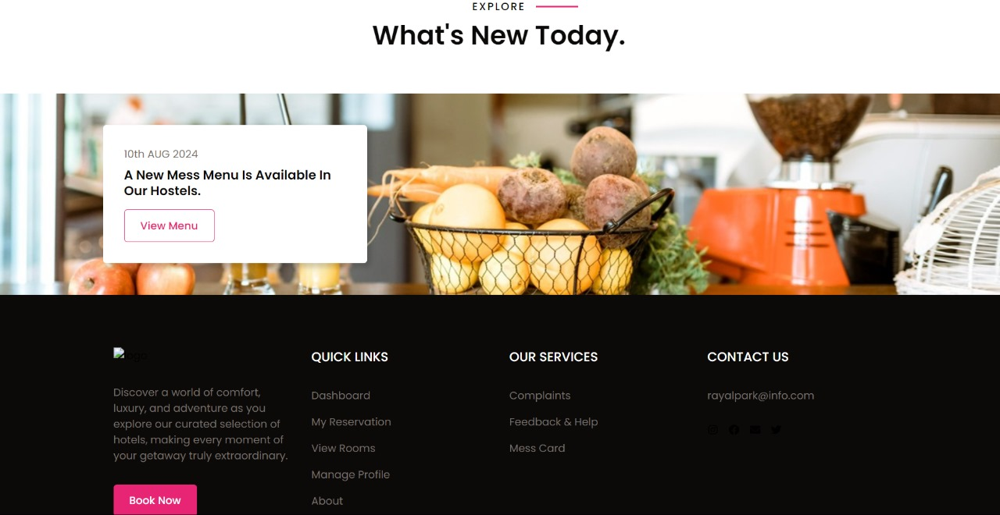 EXPLORE
What's New Today.
10th AUG 2024
A New Mess Menu Is Available In
Our Hostels.
View Menu
logo
Discover a world of comfort,
luxury, and adventure as you
explore our curated selection of
hotels, making every moment of
your getaway truly extraordinary.
Book Now
QUICK LINKS
Dashboard
My Reservation
View Rooms
Manage Profile
About
OUR SERVICES
Complaints
Feedback & Help
Mess Card
CONTACT US
rayalpark@info.com